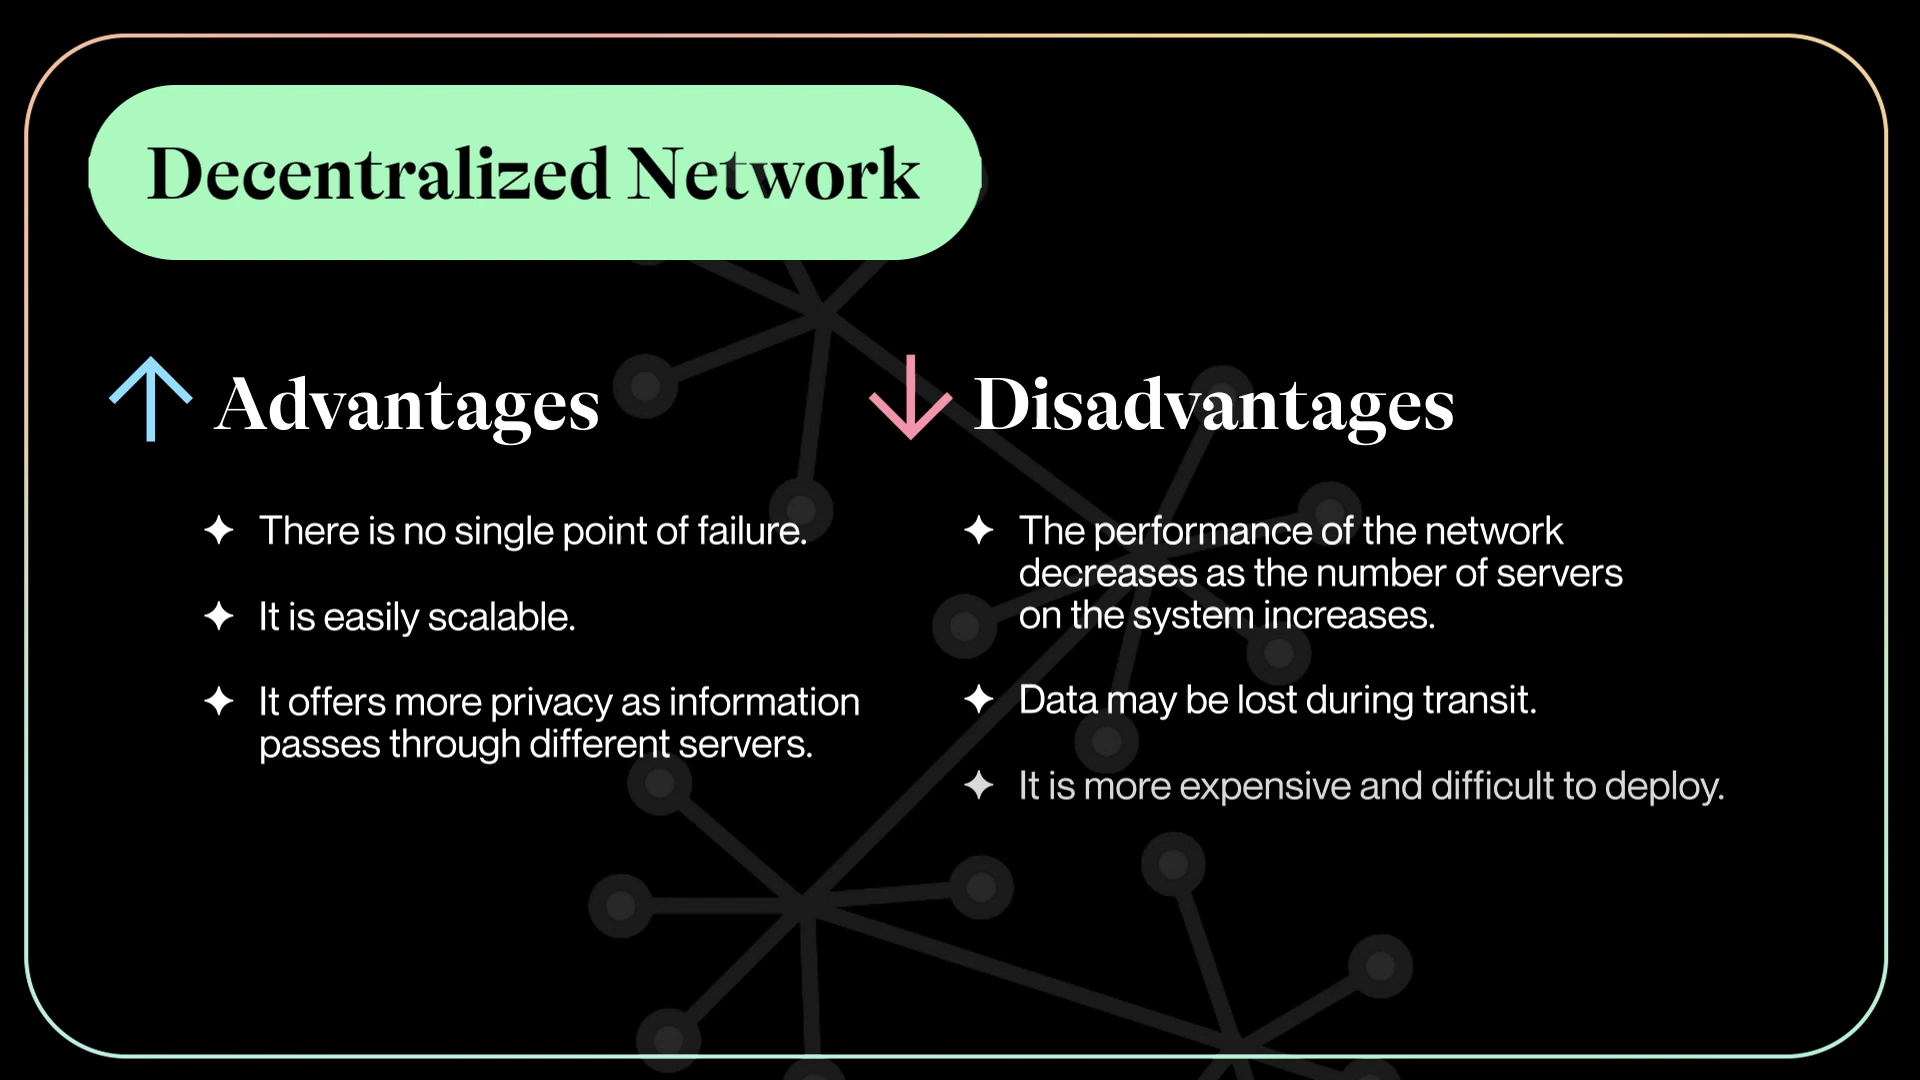 Decentralized Network
Advantages
There is no single point of failure.
It is easily scalable.
It offers more privacy as information
passes through different servers.
Disadvantages
The performance of the network
decreases as the number of servers
on the system increases.
Data may be lost during transit.
It is more expensive and difficult to deploy.